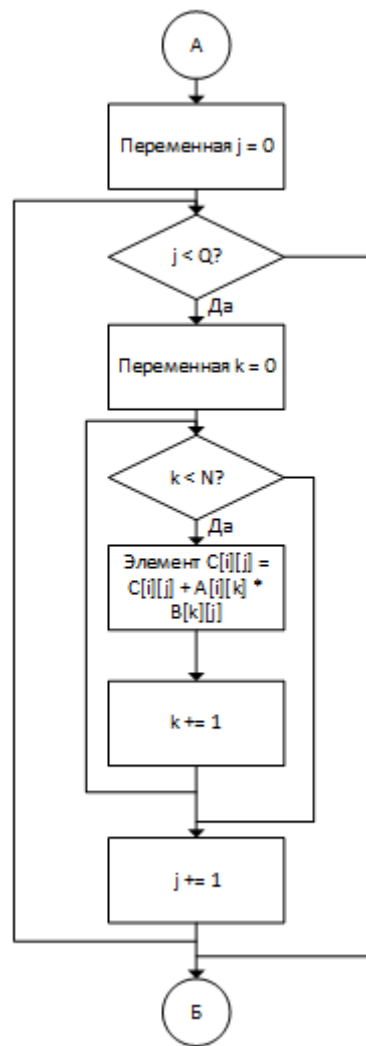 А
Переменная j = 0
j < Q?
Да
Переменная k = 0
k < N?
Да
Элемент C[i][j] =
C[i][j] + A[i][k] *
B[k][j]
k += 1
j += 1
Б